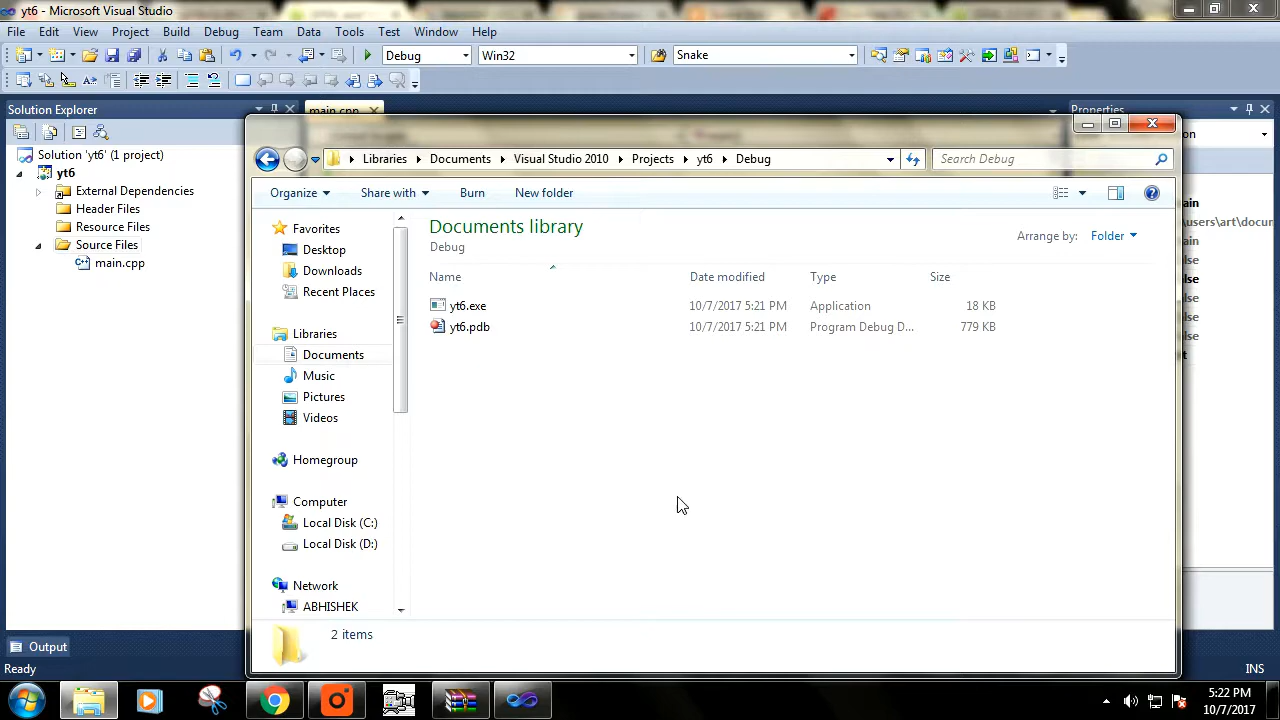 yt6 - Microsoft Visual Studio
File Edit View Project Build Debug Team Data Tools Test Window Help
Debug Win32 Snake
Solution Explorer main.cpp Properties
Solution 'yt6' (1 project)
yt6
External Dependencies
Header Files
Resource Files
Source Files
main.cpp
Libraries Documents Visual Studio 2010 Projects yt6 Debug Search Debug
Organize Share with Burn New folder
Favorites
Desktop
Downloads
Recent Places
Libraries
Documents
Music
Pictures
Videos
Homegroup
Computer
Local Disk (C:)
Local Disk (D:)
Network
ABHISHEK
Documents library
Debug
Arrange by: Folder
Name Date modified Type Size
yt6.exe 10/7/2017 5:21 PM Application 18 KB
yt6.pdb 10/7/2017 5:21 PM Program Debug D... 779 KB
2 items
Output
Ready INS
5:22 PM
10/7/2017